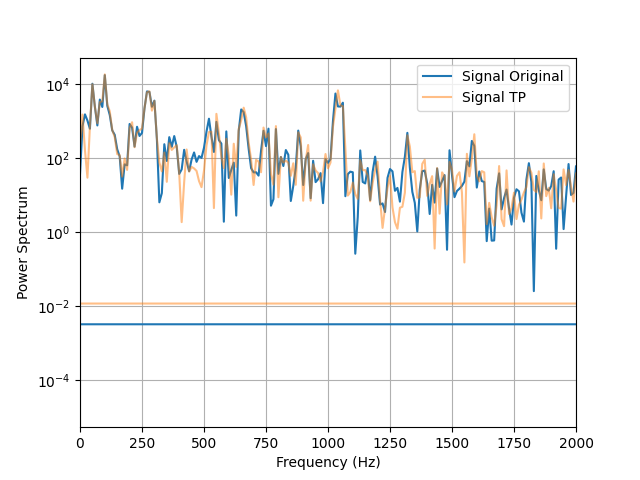 Signal Original
Signal TP
Power Spectrum
10^4
10^2
10^0
10^-2
10^-4
0 250 500 750 1000 1250 1500 1750 2000
Frequency (Hz)